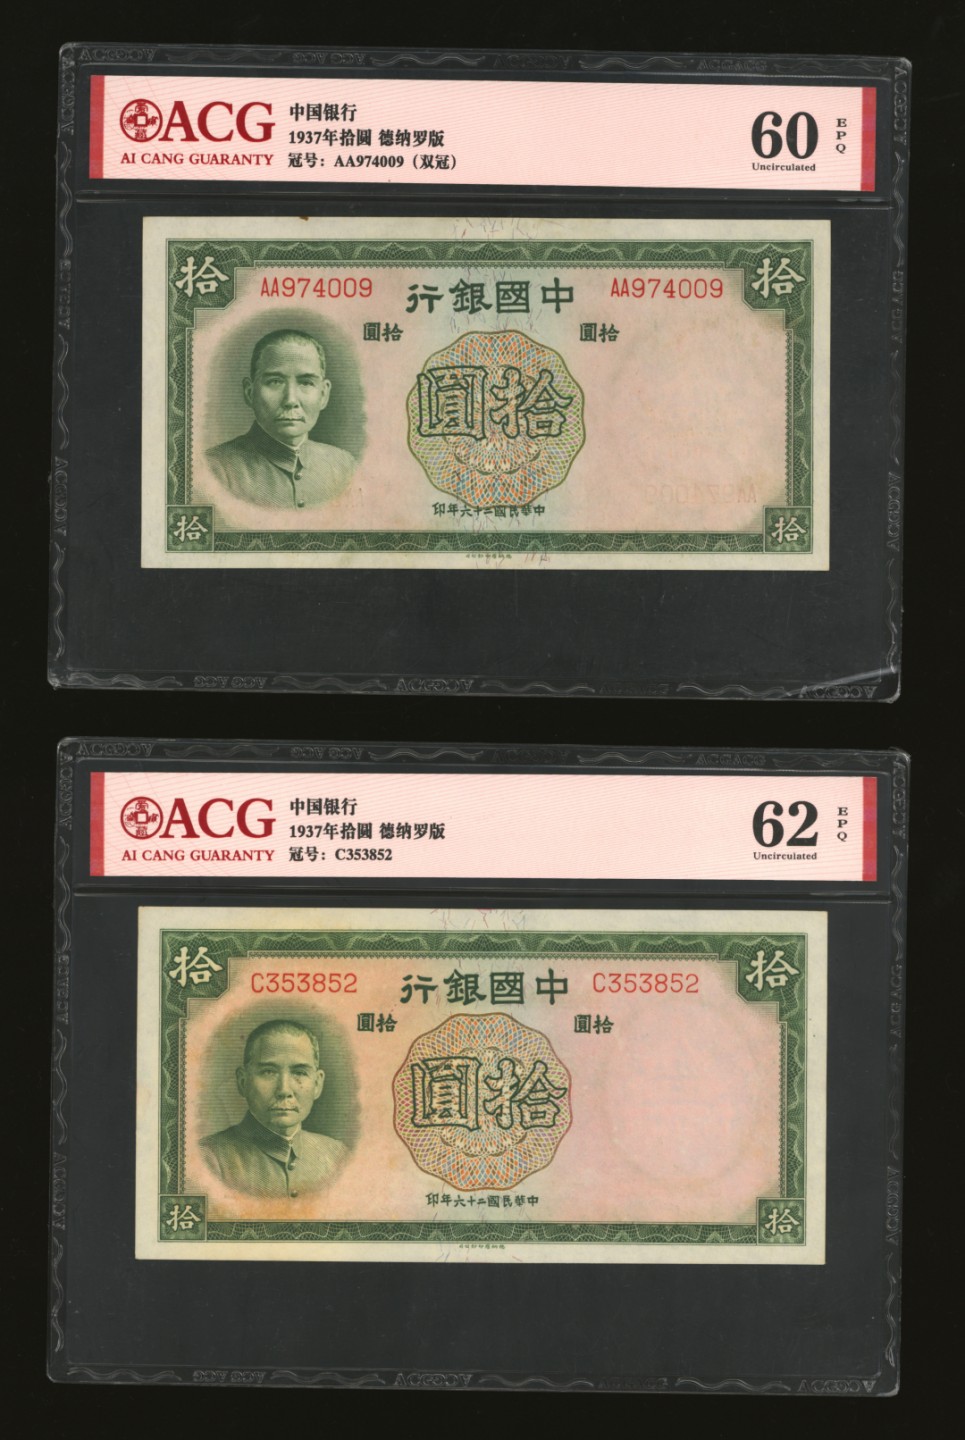 ACG
AI CANG GUARANTY
中国银行
1937年拾圆 德纳罗版
冠号：AA974009（双冠）
60
Uncirculated
EPQ
拾
拾
AA974009
行銀國中
AA974009
圓拾
圓拾
圓拾
印年六十二國民華中
拾
拾
ACG
AI CANG GUARANTY
中国银行
1937年拾圆 德纳罗版
冠号：C353852
62
Uncirculated
EPQ
拾
拾
C353852
行銀國中
C353852
圓拾
圓拾
圓拾
印年六十二國民華中
拾
拾